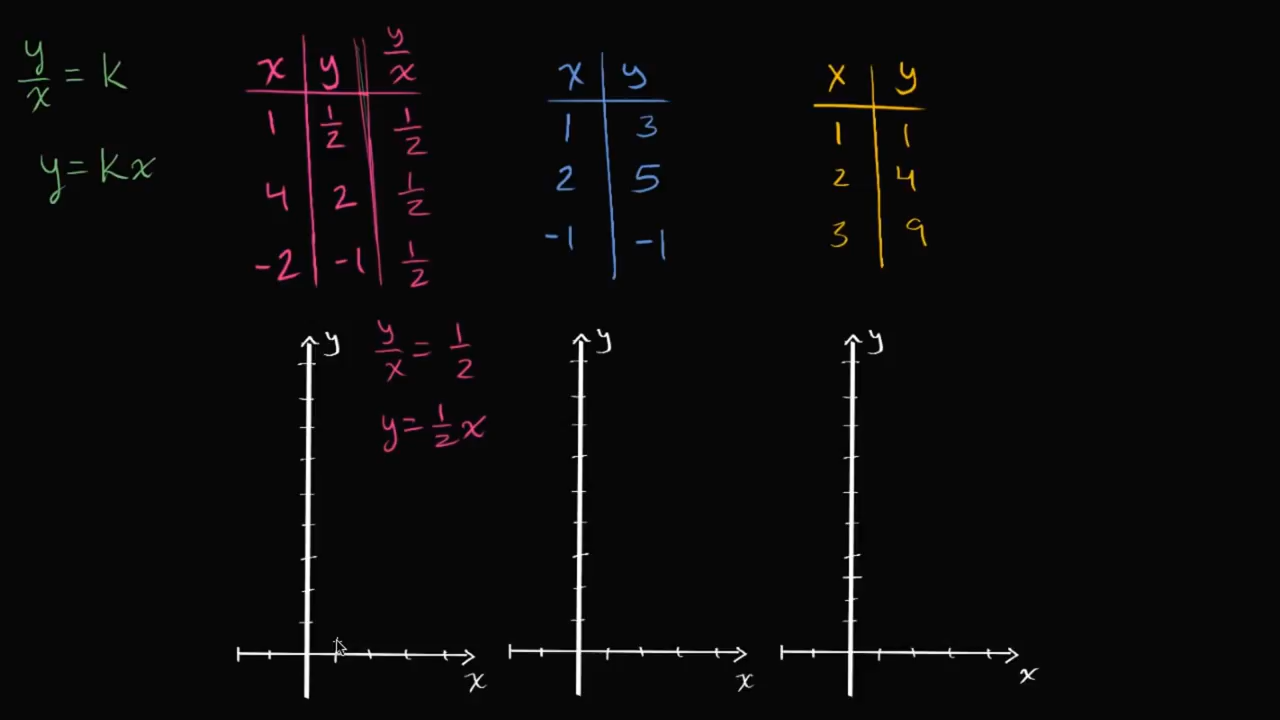 y/x = k
y = kx
x | y || y/x
1 | 1/2 | 1/2
4 | 2 | 1/2
-2 | -1 | 1/2
x | y
1 | 3
2 | 5
-1 | -1
x | y
1 | 1
2 | 4
3 | 9
y
y/x = 1/2
y = 1/2 x
x
y
x
y
x